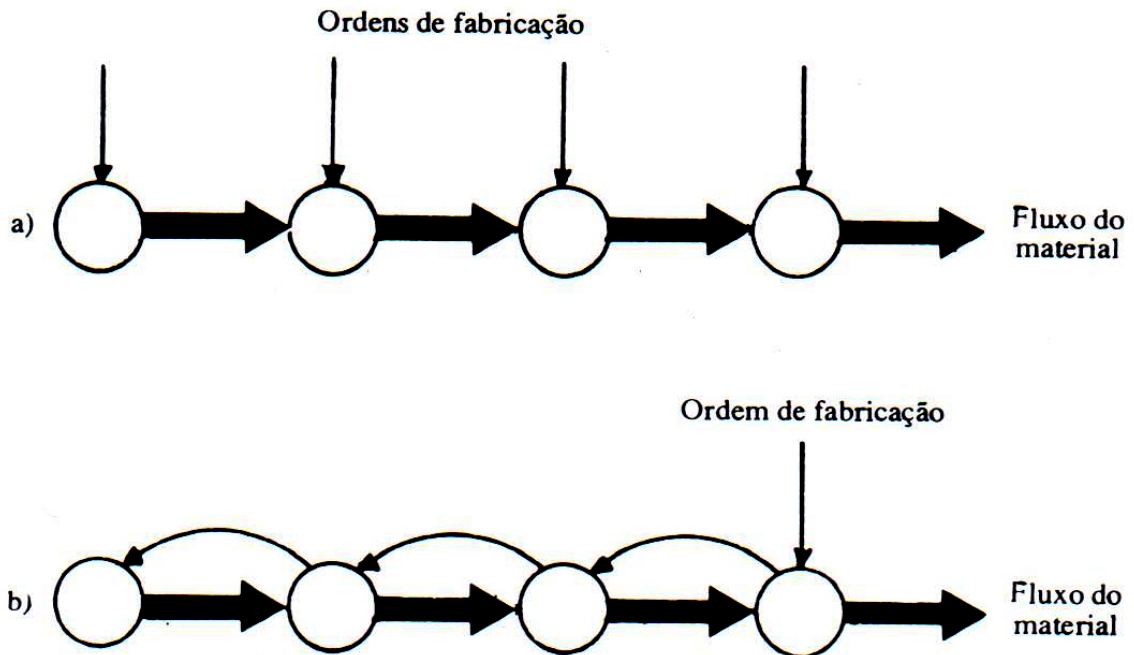 Ordens de fabricação
a)
Fluxo do
material
Ordem de fabricação
b)
Fluxo do
material